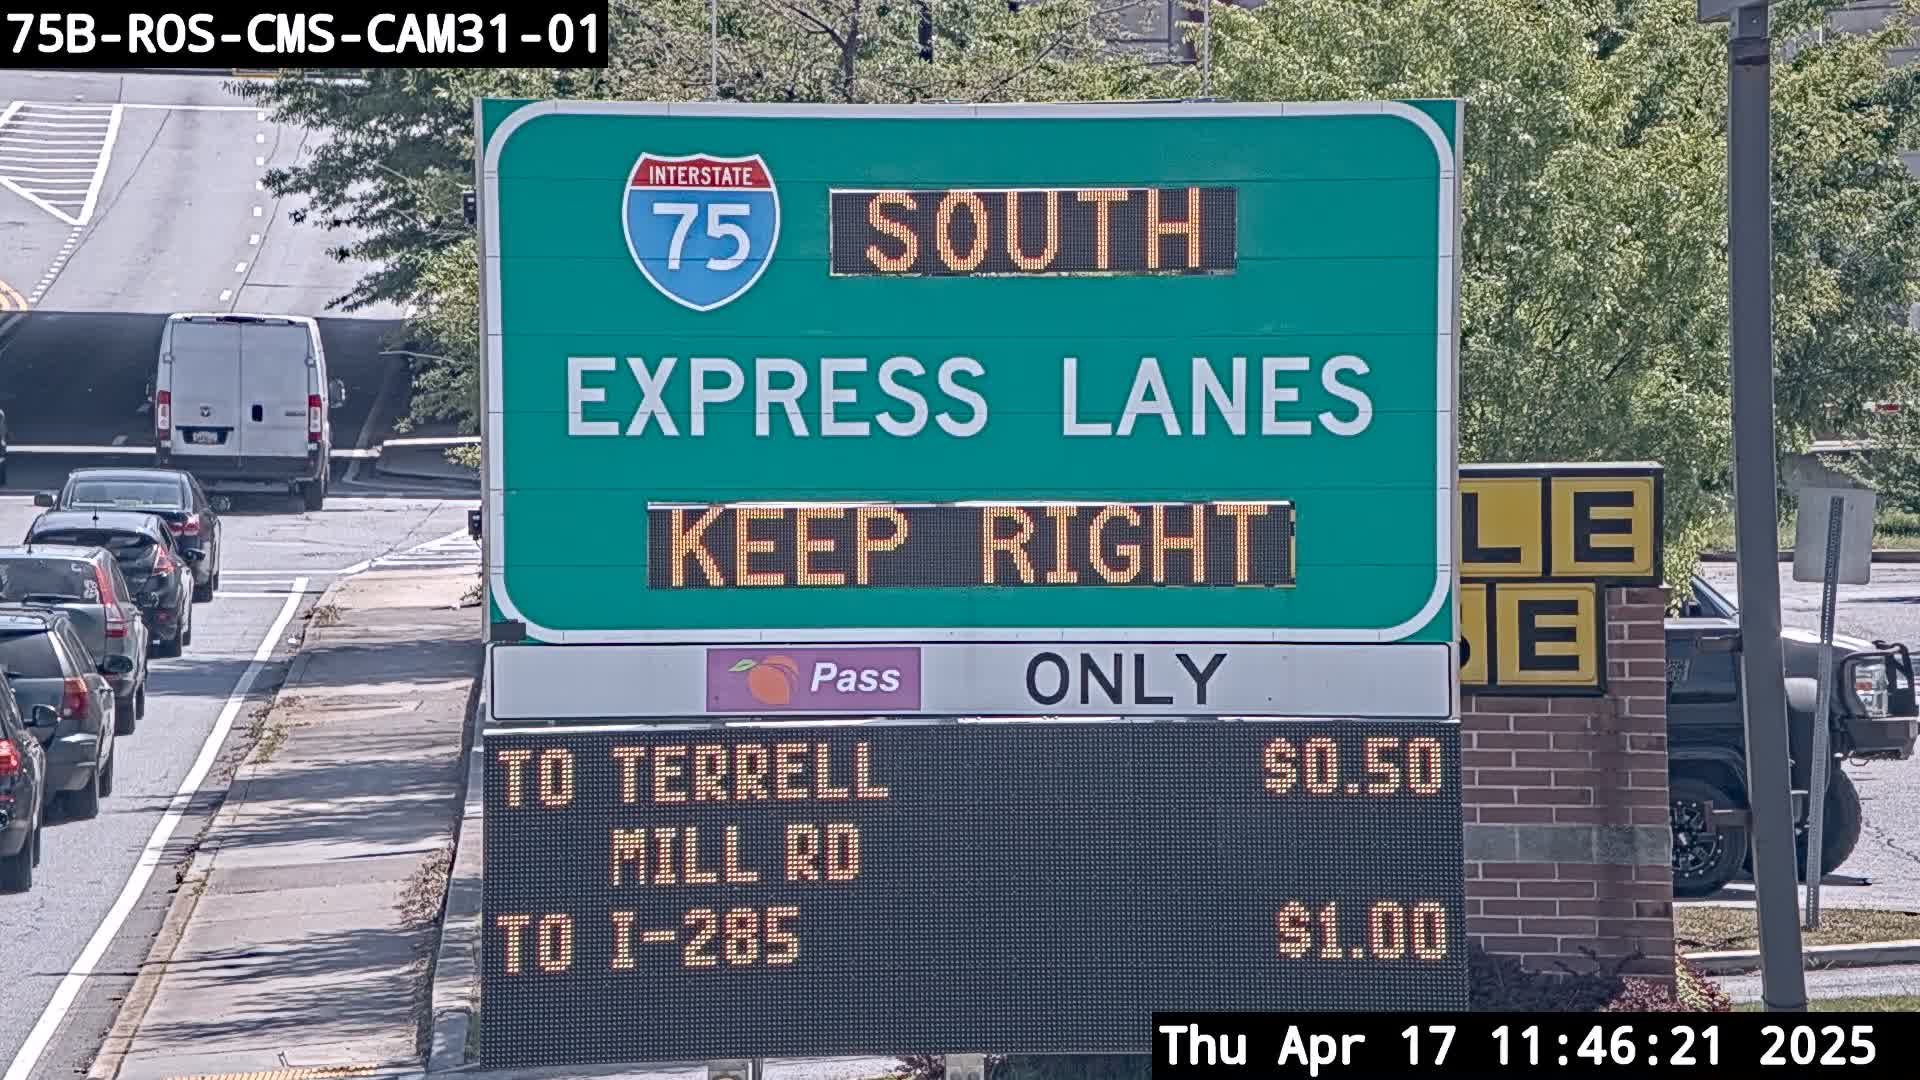 75B-ROS-CMS-CAM31-01
INTERSTATE
75
SOUTH
EXPRESS LANES
KEEP RIGHT
Pass ONLY
TO TERRELL $0.50
MILL RD
TO I-285 $1.00
LE
E
Thu Apr 17 11:46:21 2025